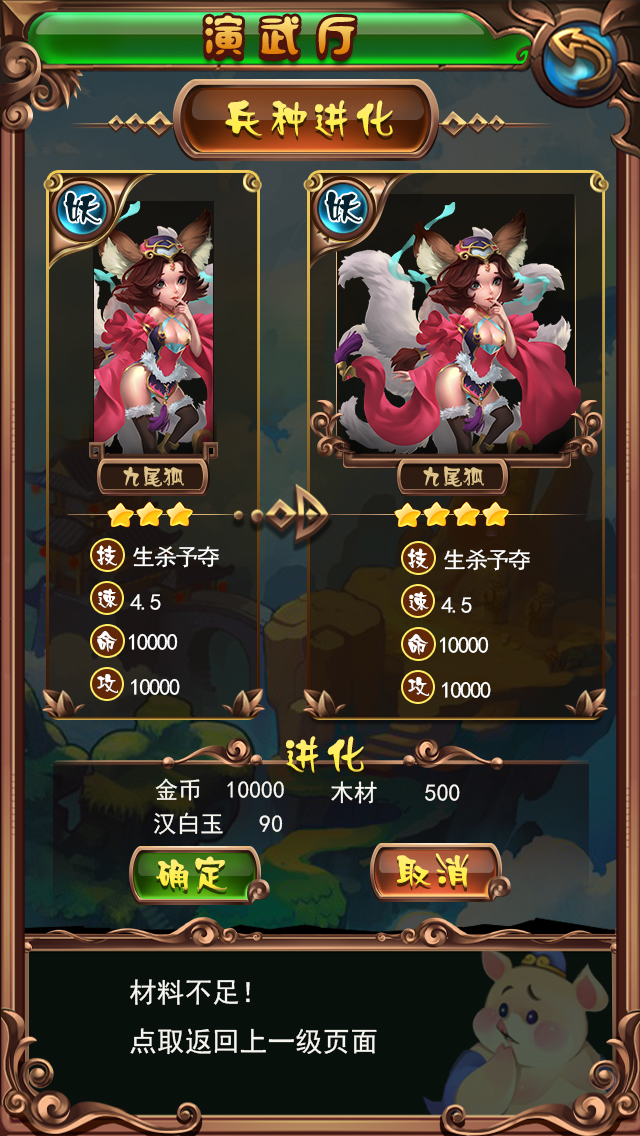 演武厅
兵种进化
妖 妖
九尾狐 九尾狐
技 生杀予夺 技 生杀予夺
速 4.5 速 4.5
命 10000 命 10000
攻 10000 攻 10000
进化
金币 10000 木材 500
汉白玉 90
确定 取消
材料不足!
点取返回上一级页面